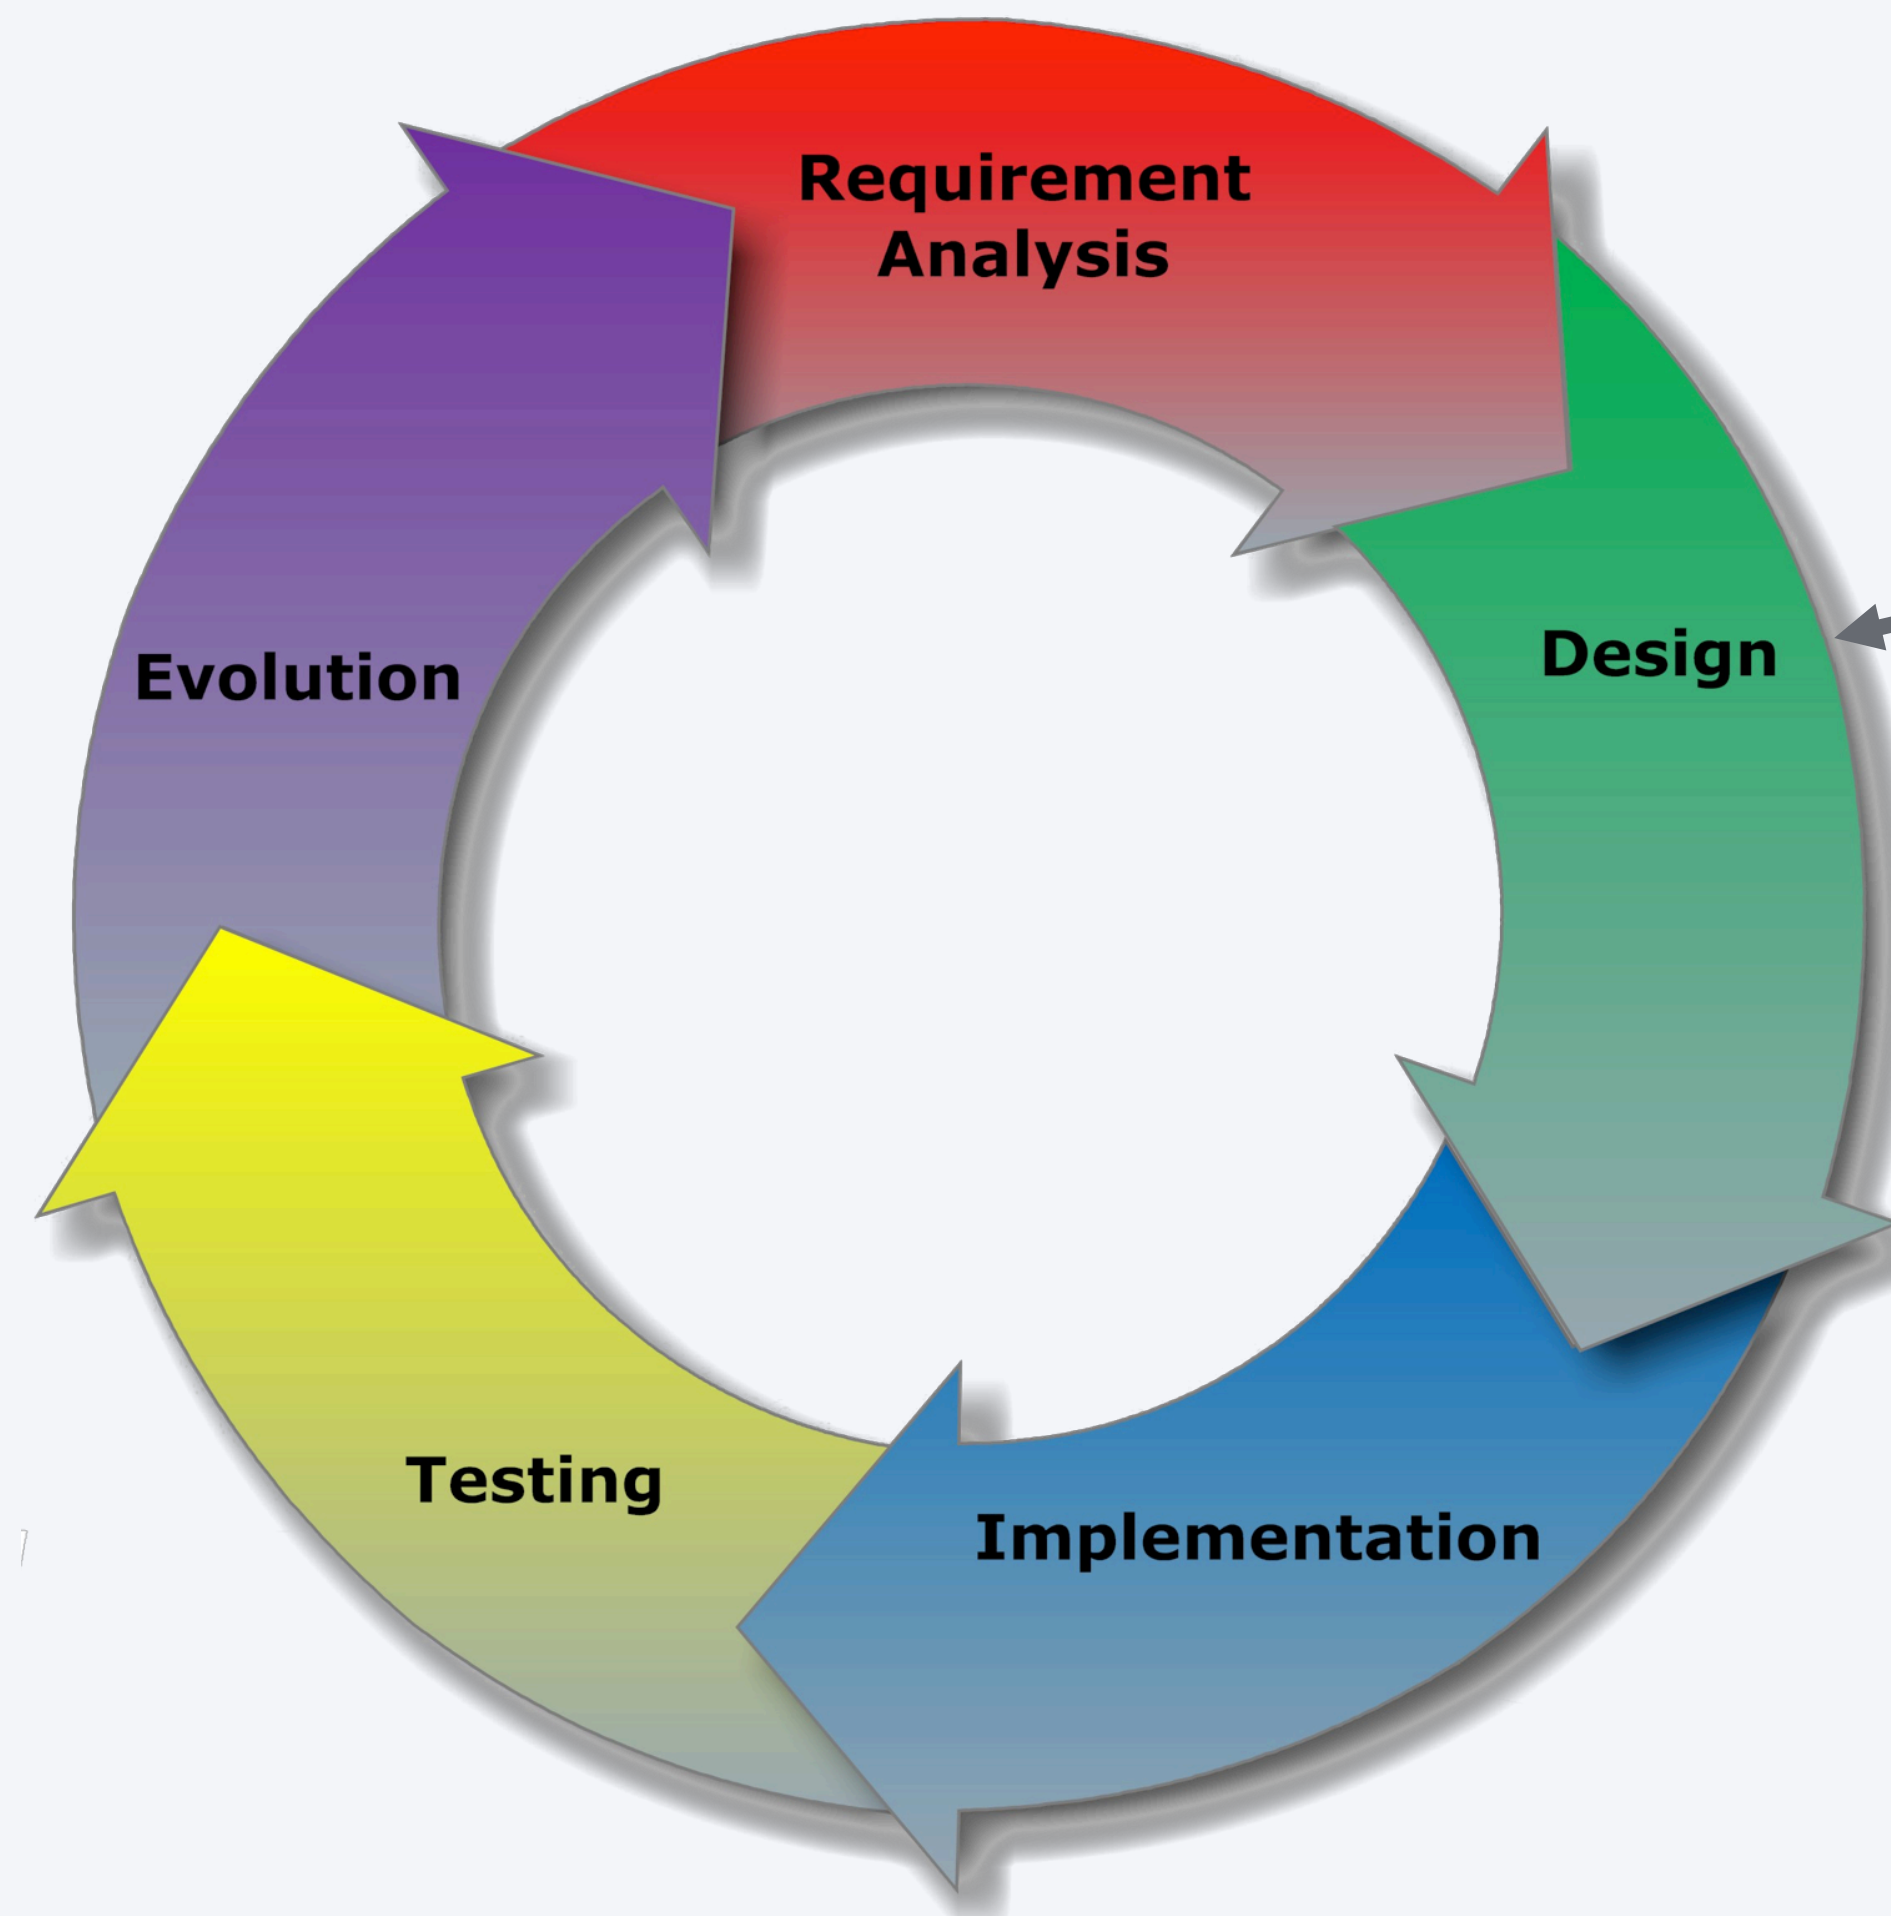 Requirement
Analysis
Design
Implementation
Testing
Evolution